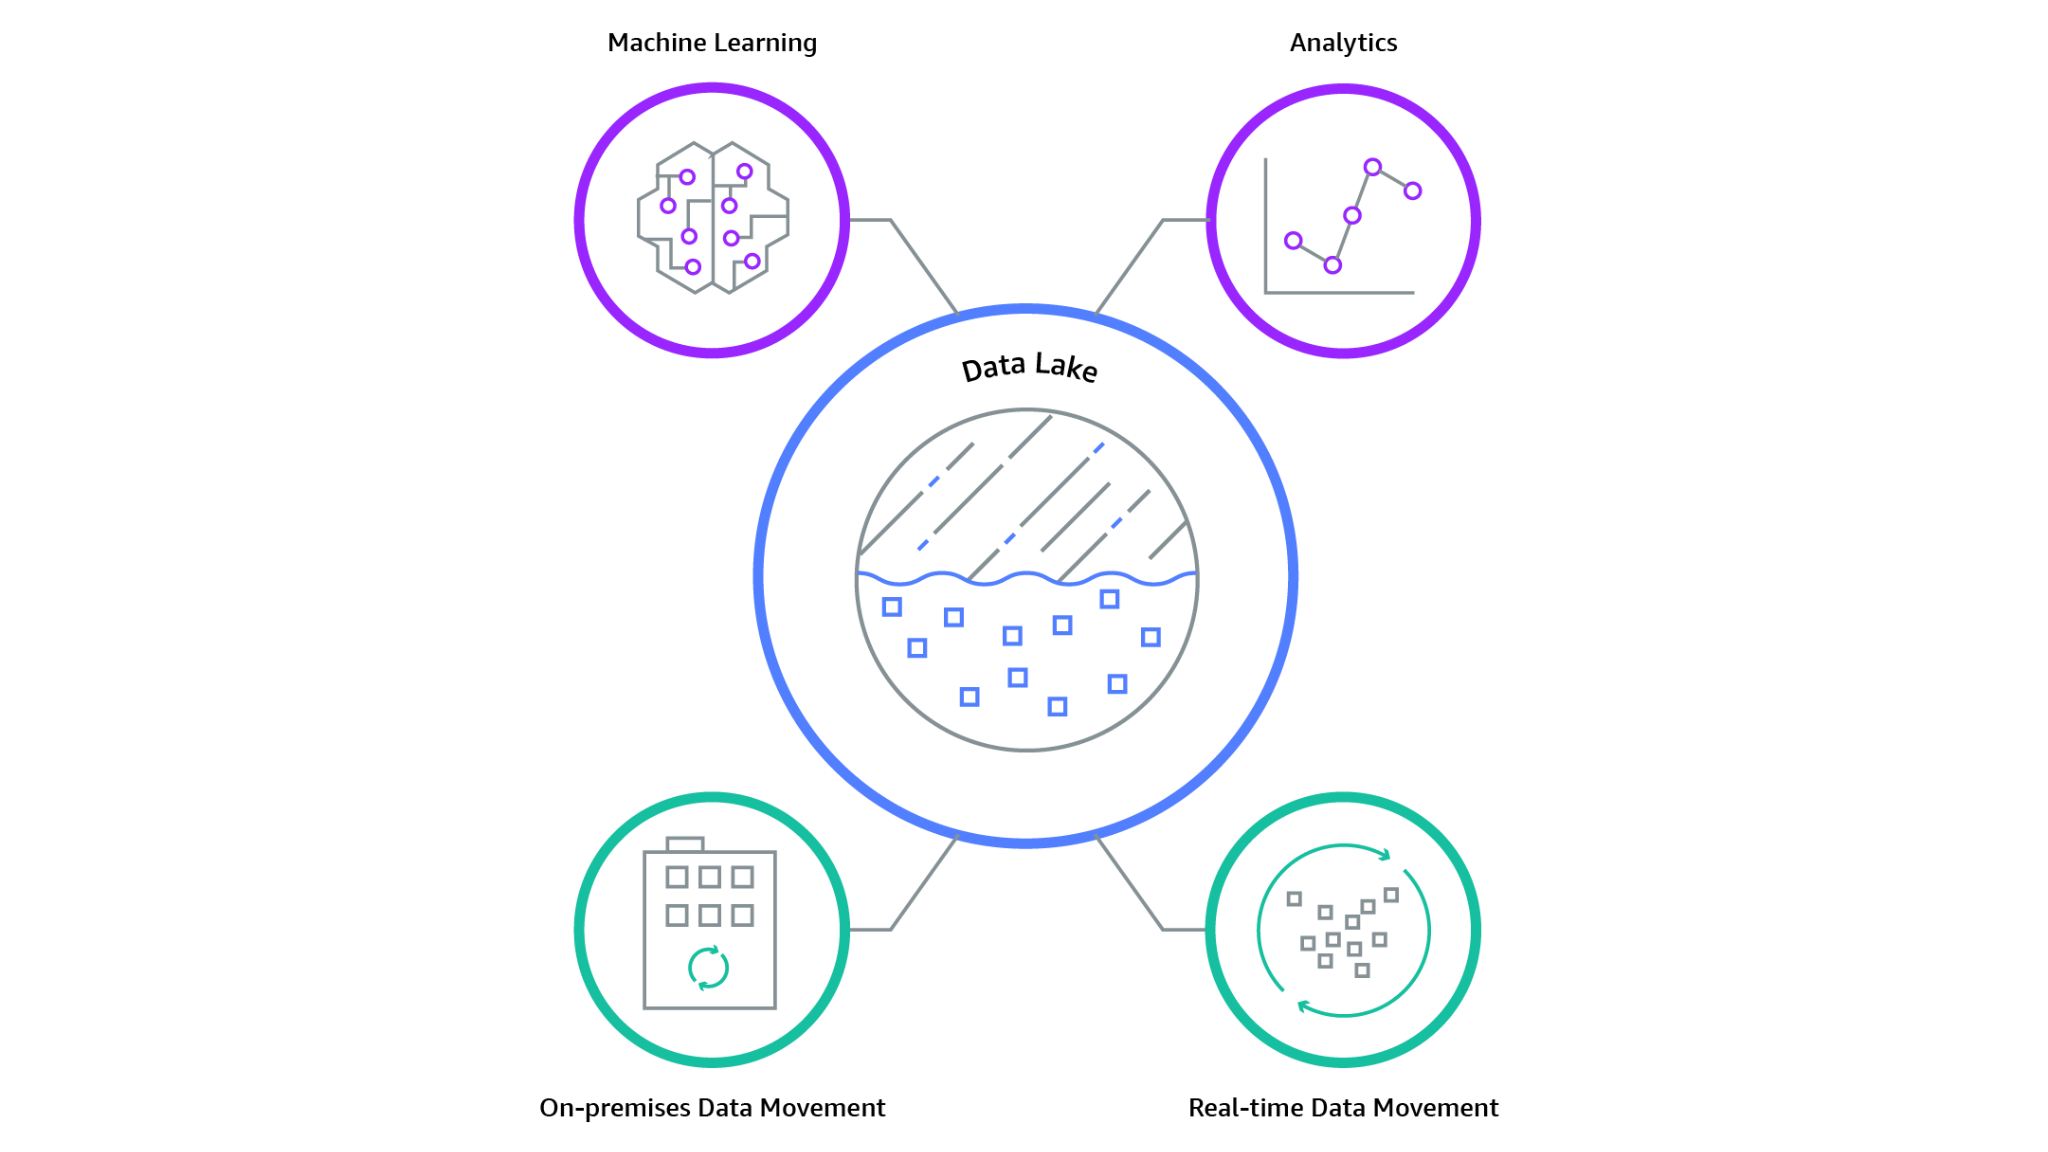 Machine Learning
Analytics
Data Lake
On-premises Data Movement
Real-time Data Movement